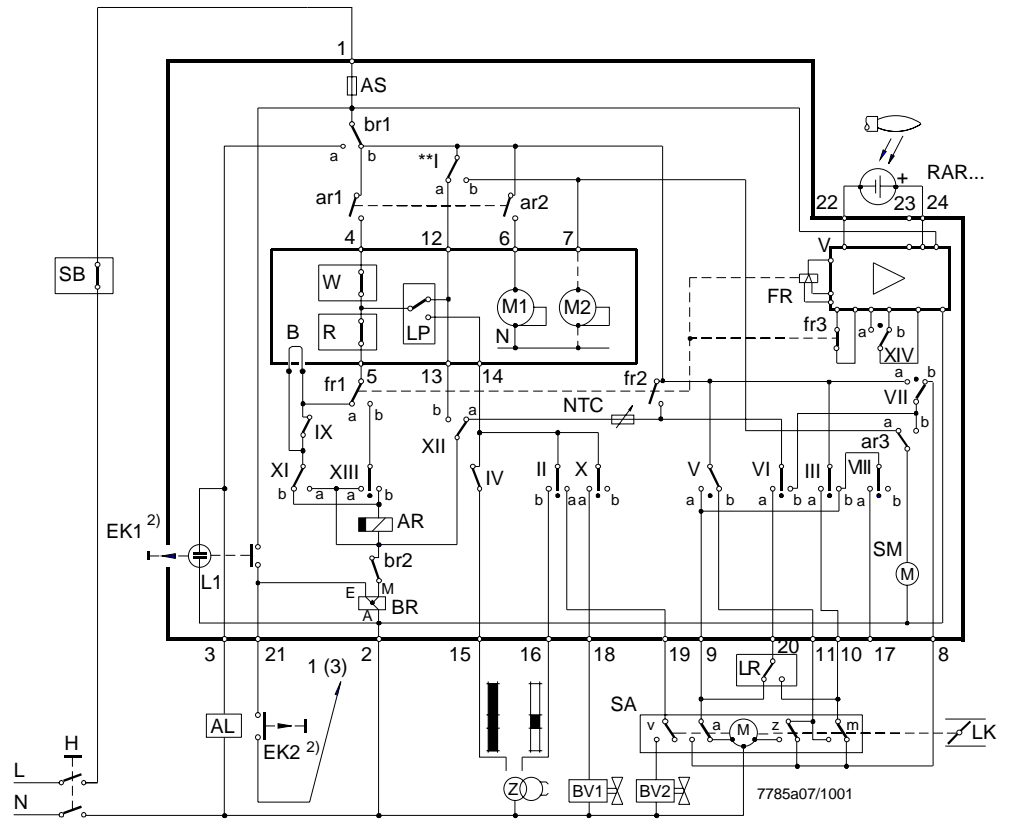 1
AS
br1
a
b
**I
a
b
+
RAR...
ar1
ar2
22
23
24
4
12
6
7
V
SB
W
M1
M2
FR
LP
R
N
fr3
a
b
XIV
B
fr1
5
13
14
fr2
a
b
VII
NTC
a
b
b
a
a
b
IX
XII
ar3
XI
XIII
IV
II
X
V
VI
III
VIII
b
a
a
b
b
a
a
b
a
b
a
b
a
b
a
b
AR
EK1 2)
L1
br2
SM
M
E
M
BR
A
3
21
2
15
16
18
19
9
20
11
10
17
8
1 (3)
LR
SA
AL
v
a
M
z
m
LK
H
EK2 2)
L
Z
BV1
BV2
N
7785a07/1001